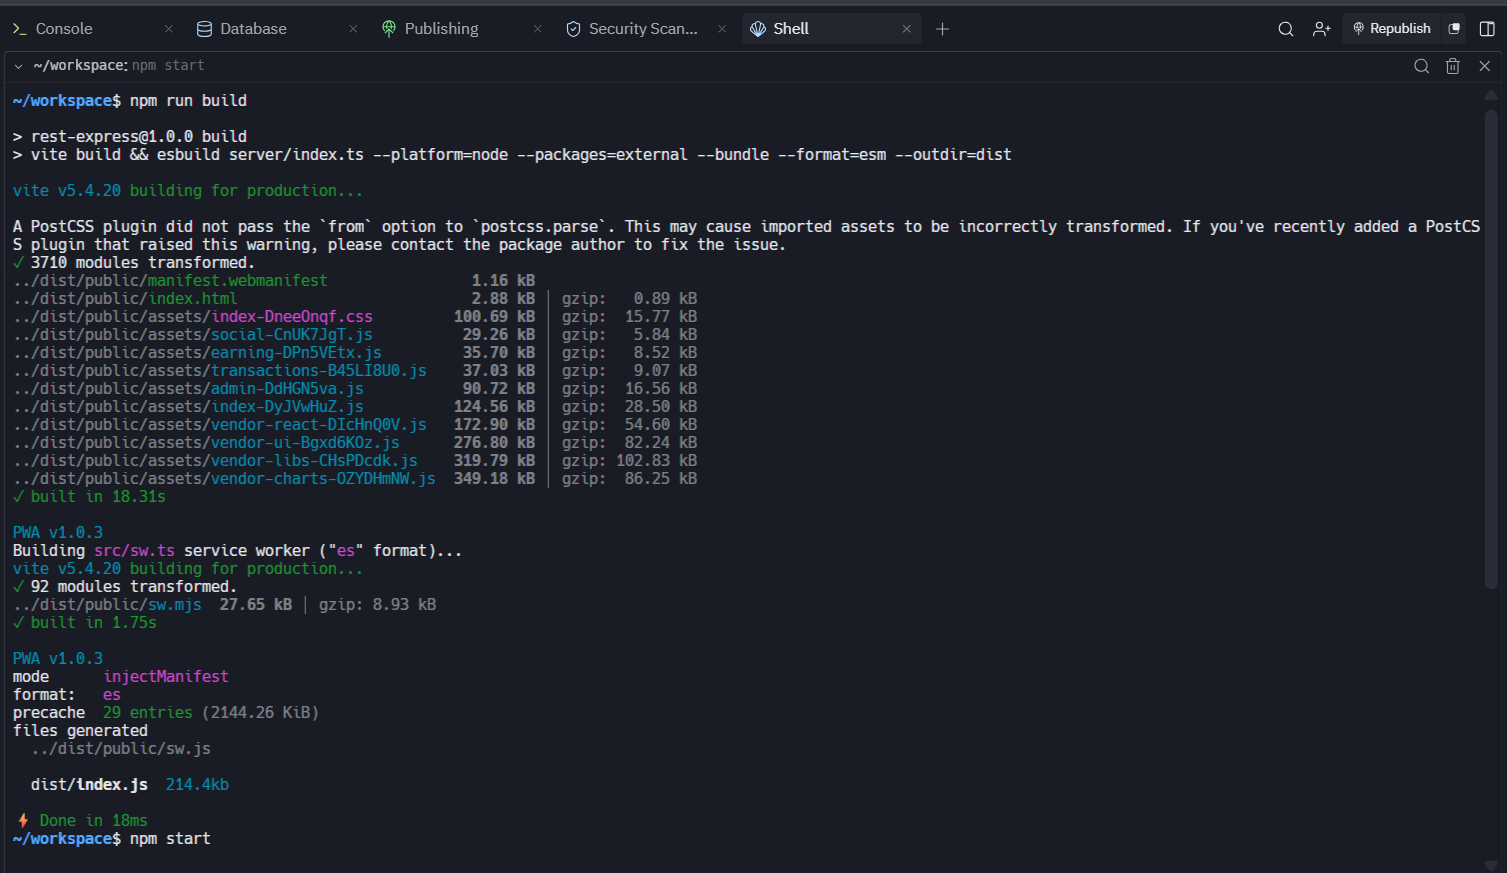 Console
Database
Publishing
Security Scan...
Shell
Republish
~/workspace: npm start
~/workspace$ npm run build
> rest-express@1.0.0 build
> vite build && esbuild server/index.ts --platform=node --packages=external --bundle --format=esm --outdir=dist
vite v5.4.20 building for production...
A PostCSS plugin did not pass the `from` option to `postcss.parse`. This may cause imported assets to be incorrectly transformed. If you've recently added a PostCS
S plugin that raised this warning, please contact the package author to fix the issue.
✓ 3710 modules transformed.
../dist/public/manifest.webmanifest 1.16 kB
../dist/public/index.html 2.88 kB │ gzip: 0.89 kB
../dist/public/assets/index-DneeOnqf.css 100.69 kB │ gzip: 15.77 kB
../dist/public/assets/social-CnUK7JgT.js 29.26 kB │ gzip: 5.84 kB
../dist/public/assets/earning-DPn5VEtx.js 35.70 kB │ gzip: 8.52 kB
../dist/public/assets/transactions-B45LI8U0.js 37.03 kB │ gzip: 9.07 kB
../dist/public/assets/admin-DdHGN5va.js 90.72 kB │ gzip: 16.56 kB
../dist/public/assets/index-DyJVwHuZ.js 124.56 kB │ gzip: 28.50 kB
../dist/public/assets/vendor-react-DIcHnQ0V.js 172.90 kB │ gzip: 54.60 kB
../dist/public/assets/vendor-ui-Bgxd6KOz.js 276.80 kB │ gzip: 82.24 kB
../dist/public/assets/vendor-libs-CHsPDcdk.js 319.79 kB │ gzip: 102.83 kB
../dist/public/assets/vendor-charts-OZYDHmNW.js 349.18 kB │ gzip: 86.25 kB
✓ built in 18.31s
PWA v1.0.3
Building src/sw.ts service worker ("es" format)...
vite v5.4.20 building for production...
✓ 92 modules transformed.
../dist/public/sw.mjs 27.65 kB │ gzip: 8.93 kB
✓ built in 1.75s
PWA v1.0.3
mode injectManifest
format: es
precache 29 entries (2144.26 KiB)
files generated
../dist/public/sw.js
dist/index.js 214.4kb
⚡ Done in 18ms
~/workspace$ npm start